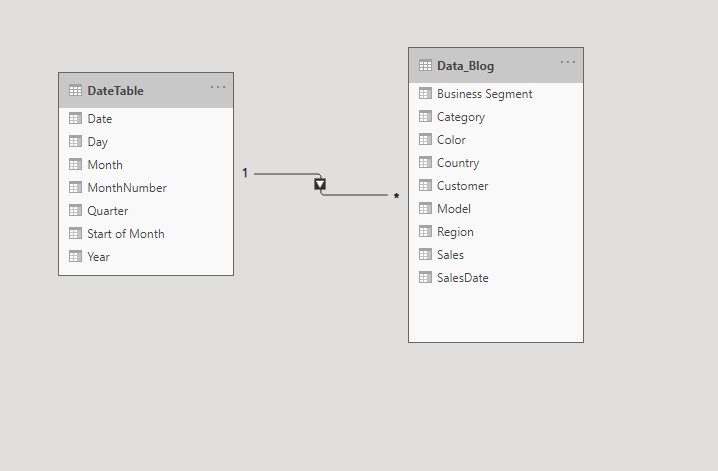 DateTable
Date
Day
Month
MonthNumber
Quarter
Start of Month
Year
1
*
Data_Blog
Business Segment
Category
Color
Country
Customer
Model
Region
Sales
SalesDate